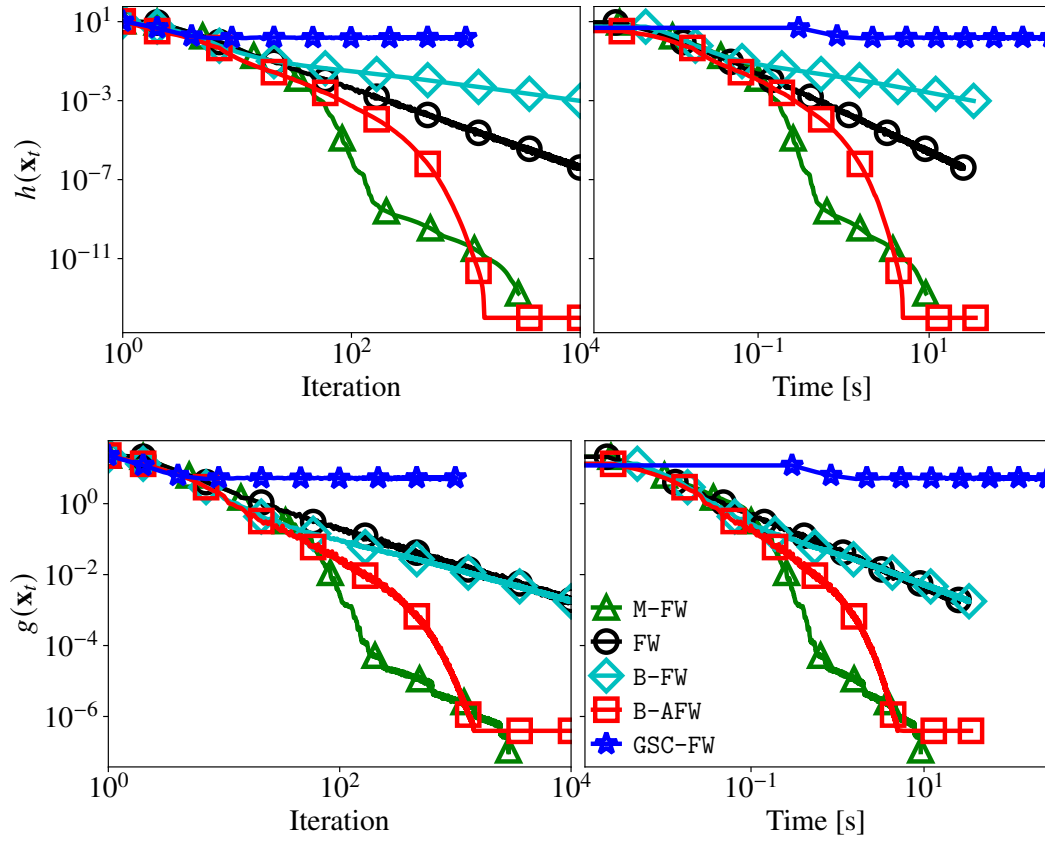 h(x_t)
10^1
10^-3
10^-7
10^-11
10^0
10^2
10^4
10^-1
10^1
Iteration
Time [s]
g(x_t)
10^0
10^-2
10^-4
10^-6
M-FW
FW
B-FW
B-AFW
GSC-FW
10^0
10^2
10^4
10^-1
10^1
Iteration
Time [s]